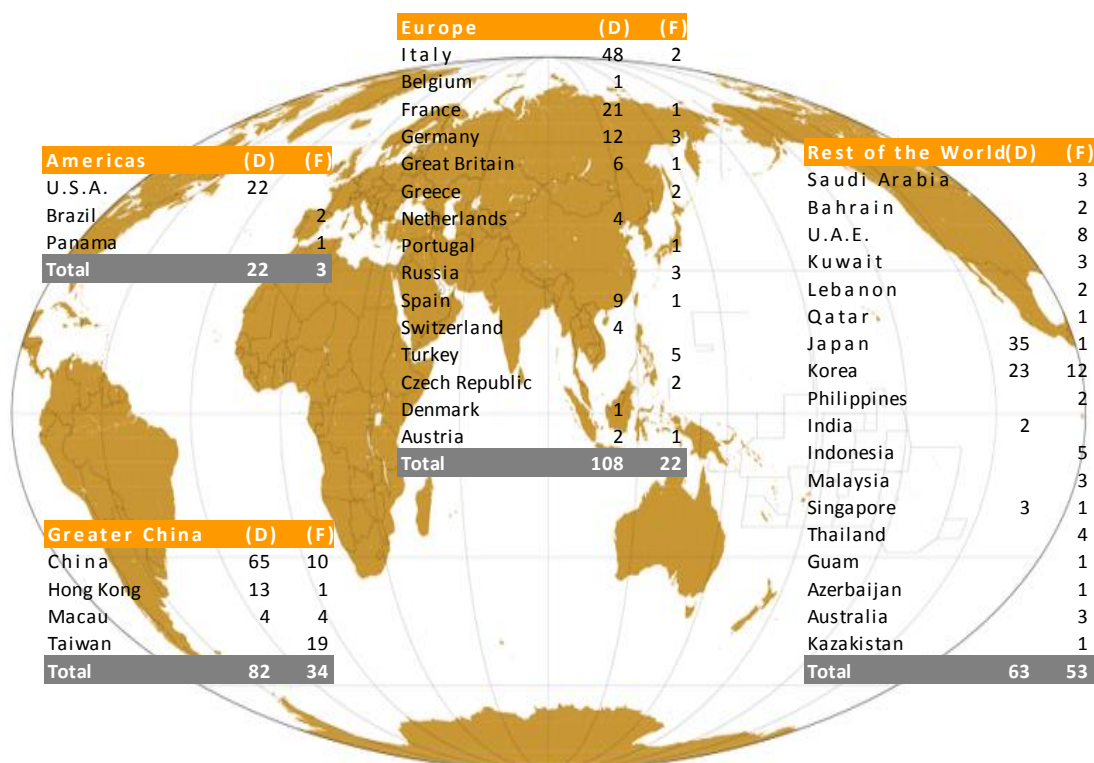 Europe (D) (F)
Italy 48 2
Belgium 1
France 21 1
Germany 12 3
Great Britain 6 1
Greece 2
Netherlands 4
Portugal 1
Russia 3
Spain 9 1
Switzerland 4
Turkey 5
Czech Republic 2
Denmark 1
Austria 2 1
Total 108 22
Americas (D) (F)
U.S.A. 22
Brazil 2
Panama 1
Total 22 3
Rest of the World(D) (F)
Saudi Arabia 3
Bahrain 2
U.A.E. 8
Kuwait 3
Lebanon 2
Qatar 1
Japan 35 1
Korea 23 12
Philippines 2
India 2
Indonesia 5
Malaysia 3
Singapore 3 1
Thailand 4
Guam 1
Azerbaijan 1
Australia 3
Kazakistan 1
Total 63 53
Greater China (D) (F)
China 65 10
Hong Kong 13 1
Macau 4 4
Taiwan 19
Total 82 34